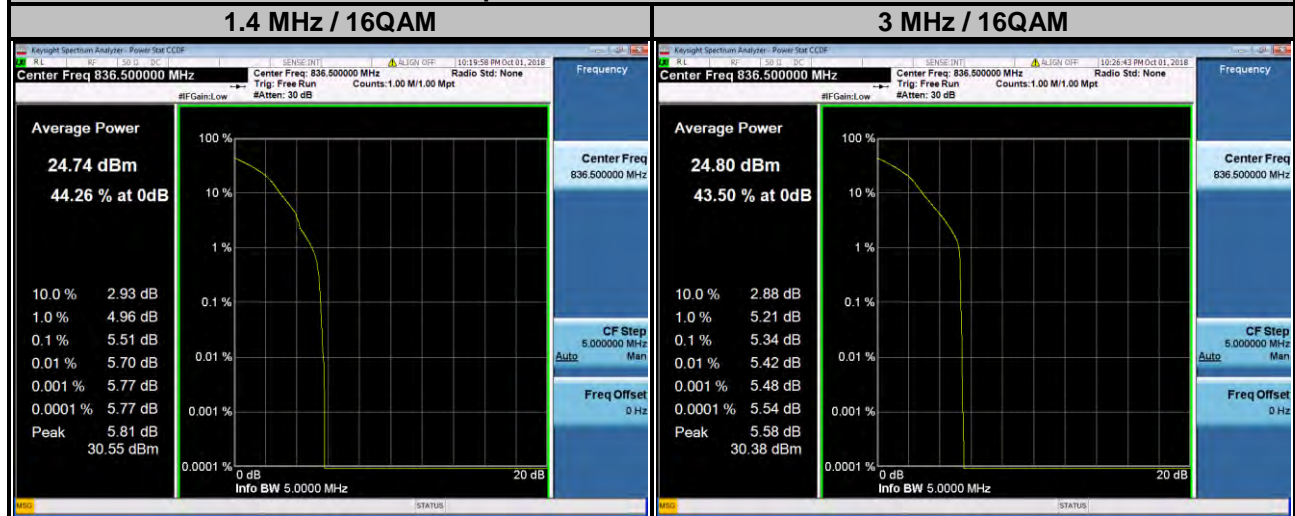 1.4 MHz / 16QAM
Keysight Spectrum Analyzer - Power Stat CCDF
RL RF 50 Ω DC SENSE:INT ALIGN OFF 10:19:58 PM Oct 01, 2018
Center Freq 836.500000 MHz
Center Freq: 836.500000 MHz Radio Std: None
Trig: Free Run Counts:1.00 M/1.00 Mpt
#IFGain:Low #Atten: 30 dB
Frequency
Average Power
24.74 dBm
44.26 % at 0dB
10.0 % 2.93 dB
1.0 % 4.96 dB
0.1 % 5.51 dB
0.01 % 5.70 dB
0.001 % 5.77 dB
0.0001 % 5.77 dB
Peak 5.81 dB
30.55 dBm
100 %
10 %
1 %
0.1 %
0.01 %
0.001 %
0.0001 %
0 dB 20 dB
Info BW 5.0000 MHz
Center Freq
836.500000 MHz
CF Step
5.000000 MHz
Auto Man
Freq Offset
0 Hz
MSG STATUS
3 MHz / 16QAM
Keysight Spectrum Analyzer - Power Stat CCDF
RL RF 50 Ω DC SENSE:INT ALIGN OFF 10:26:43 PM Oct 01, 2018
Center Freq 836.500000 MHz
Center Freq: 836.500000 MHz Radio Std: None
Trig: Free Run Counts:1.00 M/1.00 Mpt
#IFGain:Low #Atten: 30 dB
Frequency
Average Power
24.80 dBm
43.50 % at 0dB
10.0 % 2.88 dB
1.0 % 5.21 dB
0.1 % 5.34 dB
0.01 % 5.42 dB
0.001 % 5.48 dB
0.0001 % 5.54 dB
Peak 5.58 dB
30.38 dBm
100 %
10 %
1 %
0.1 %
0.01 %
0.001 %
0.0001 %
0 dB 20 dB
Info BW 5.0000 MHz
Center Freq
836.500000 MHz
CF Step
5.000000 MHz
Auto Man
Freq Offset
0 Hz
MSG STATUS